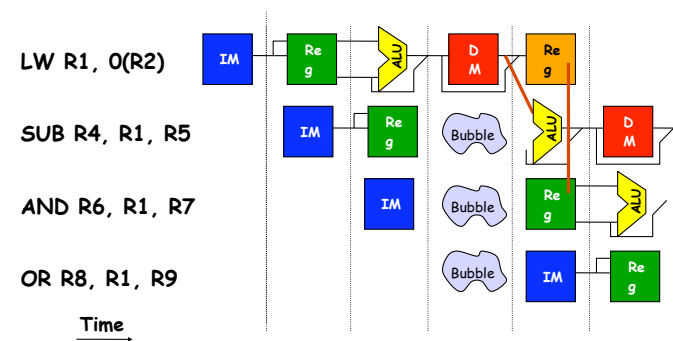 LW R1, 0(R2) IM Re g ALU D M Re g
SUB R4, R1, R5 IM Re g Bubble ALU D M
AND R6, R1, R7 IM Bubble Re g ALU
OR R8, R1, R9 Bubble IM Re g
Time